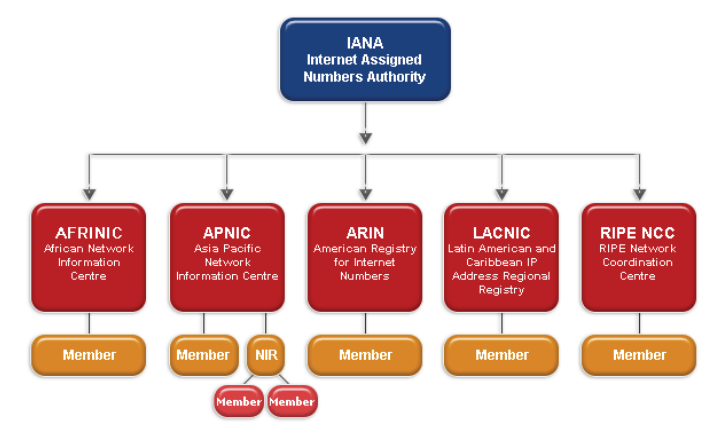 IANA
Internet Assigned
Numbers Authority
AFRINIC
African Network
Information
Centre
APNIC
Asia Pacific
Network
Information Centre
ARIN
American Registry
for Internet
Numbers
LACNIC
Latin American and
Caribbean IP
Address Regional
Registry
RIPE NCC
RIPE Network
Coordination
Centre
Member
Member
NIR
Member
Member
Member
Member
Member